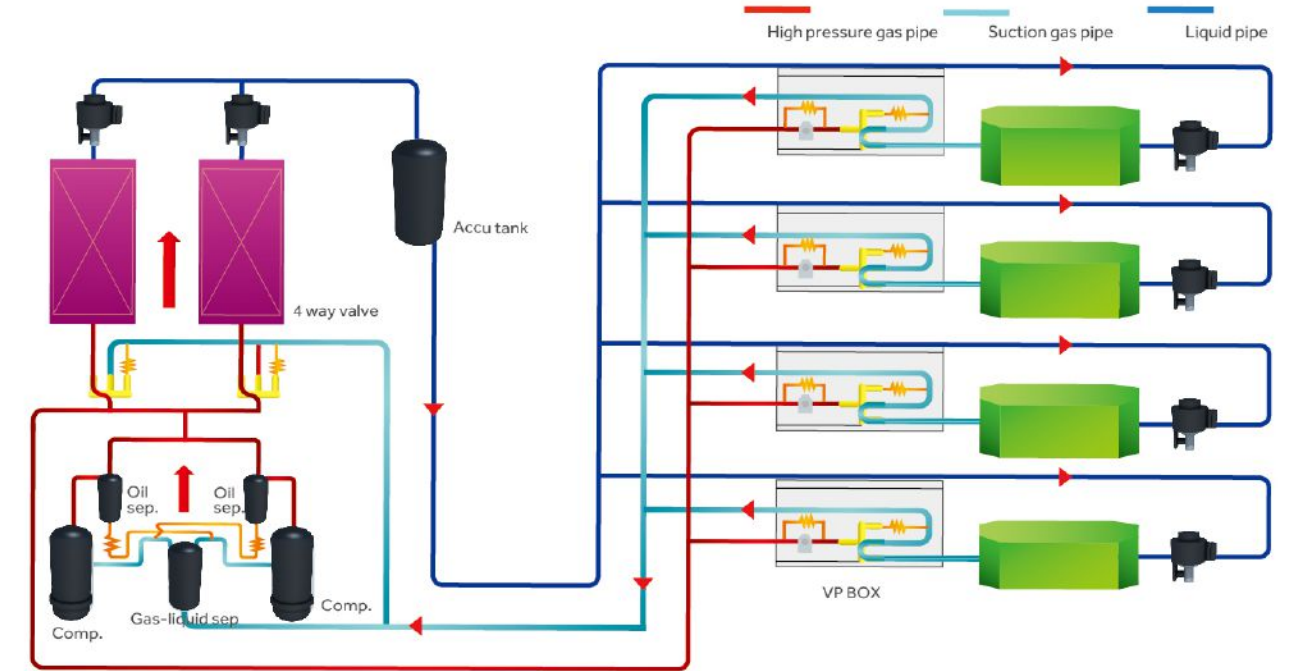 High pressure gas pipe
Suction gas pipe
Liquid pipe
Accu tank
4 way valve
Oil
sep.
Oil
sep.
Comp.
Gas-liquid sep
Comp.
VP BOX